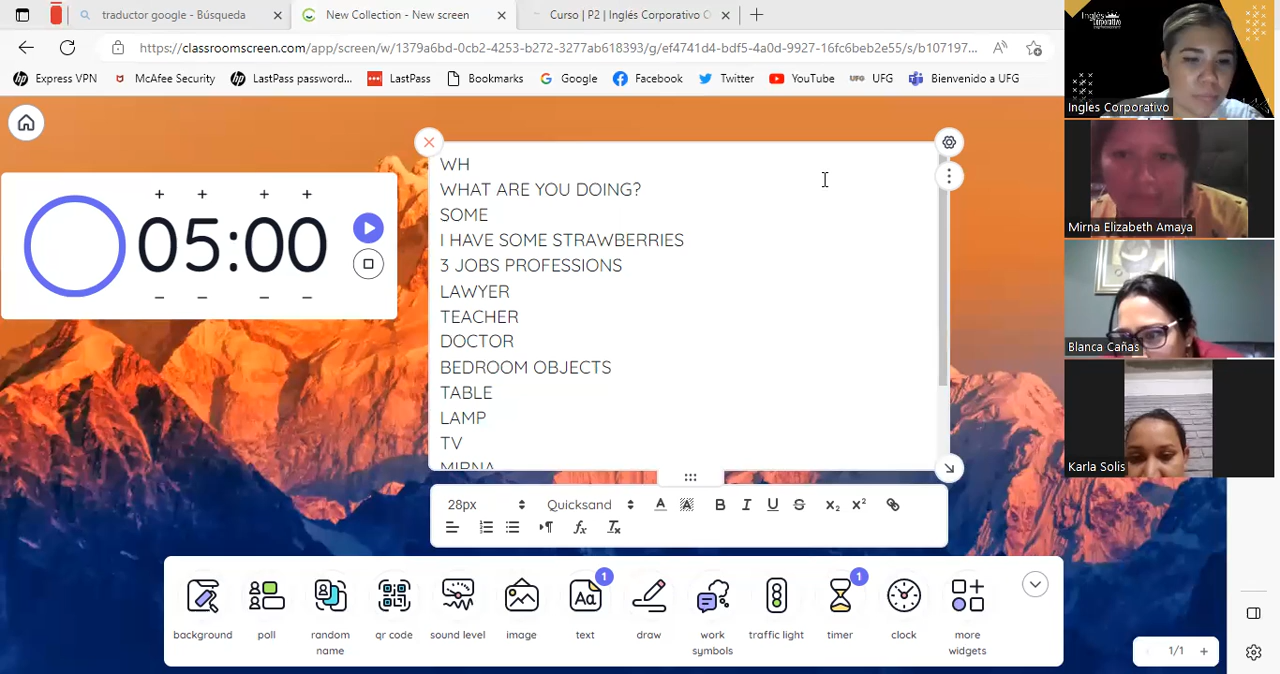 traductor google - Búsqueda
New Collection - New screen
Curso | P2 | Inglés Corporativo
https://classroomscreen.com/app/screen/w/1379a6bd-0cb2-4253-b272-3277ab618393/g/ef4741d4-bdf5-4a0d-9927-16fc6beb2e55/s/b107197...
Express VPN
McAfee Security
LastPass password...
LastPass
Bookmarks
Google
Facebook
Twitter
YouTube
UFG
Bienvenido a UFG
05:00
WH
WHAT ARE YOU DOING?
SOME
I HAVE SOME STRAWBERRIES
3 JOBS PROFESSIONS
LAWYER
TEACHER
DOCTOR
BEDROOM OBJECTS
TABLE
LAMP
TV
MIRNA
28px
Quicksand
background
poll
random name
qr code
sound level
image
1
text
draw
work symbols
traffic light
1
timer
clock
more widgets
1/1
Inglés Corporativo
Ingles Corporativo
Mirna Elizabeth Amaya
Blanca Cañas
Karla Solis